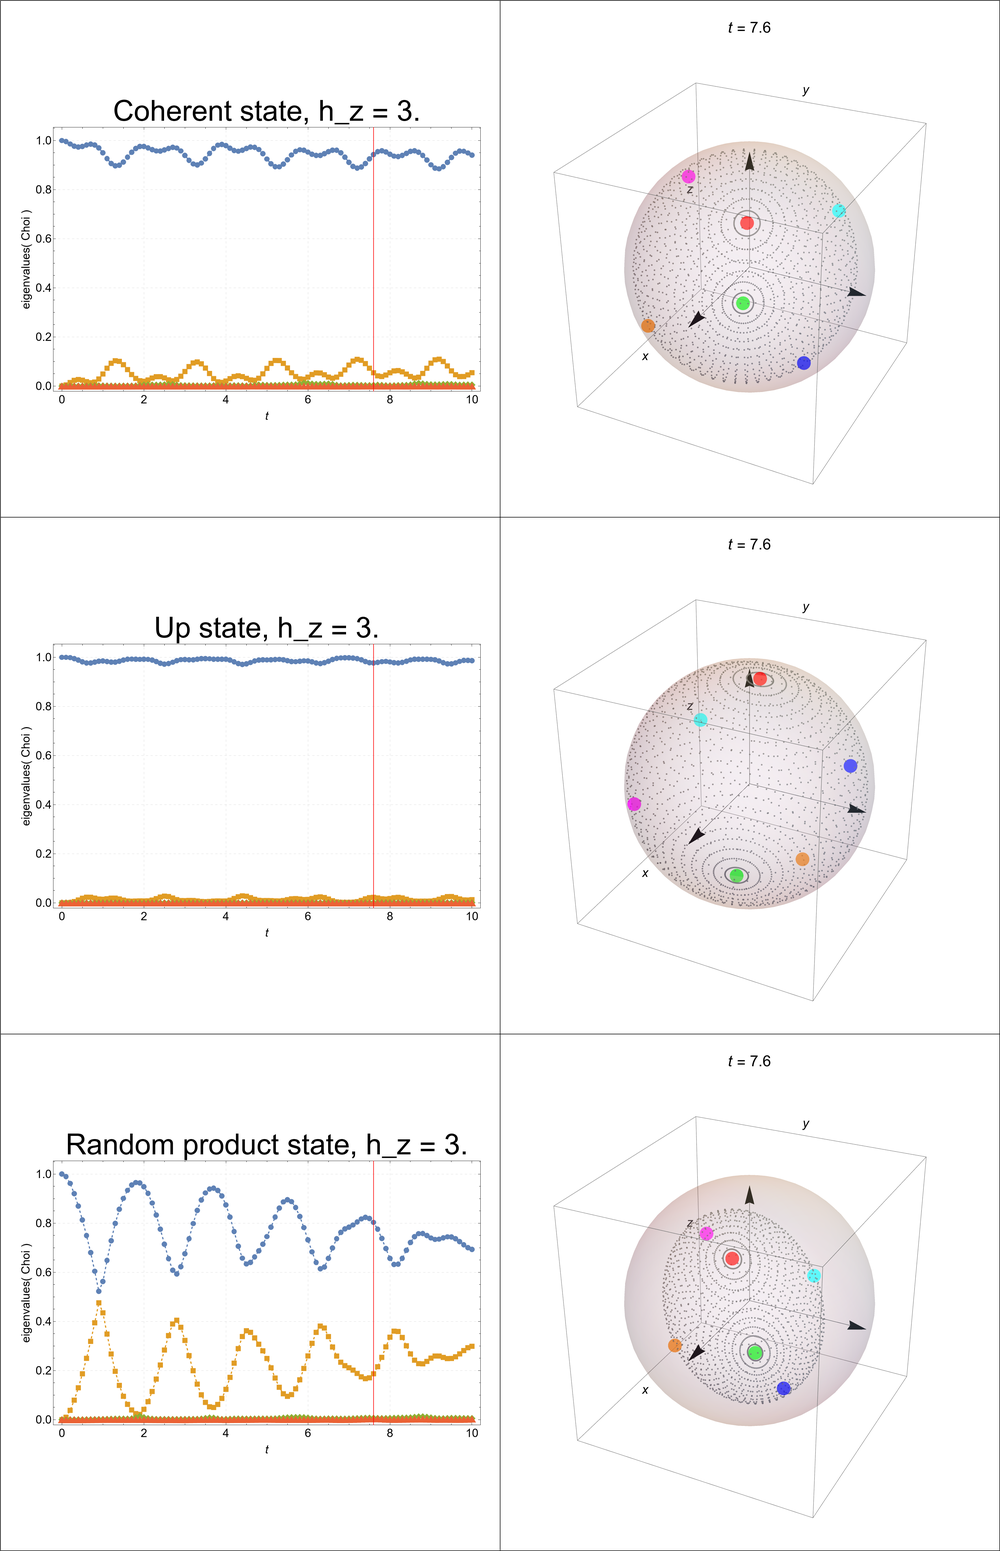 t = 7.6
y
Coherent state, h_z = 3.
1.0
0.8
0.6
0.4
0.2
0.0
eigenvalues( Choi )
0 2 4 6 8 10
t
z
x
t = 7.6
y
Up state, h_z = 3.
1.0
0.8
0.6
0.4
0.2
0.0
eigenvalues( Choi )
0 2 4 6 8 10
t
z
x
t = 7.6
y
Random product state, h_z = 3.
1.0
0.8
0.6
0.4
0.2
0.0
eigenvalues( Choi )
0 2 4 6 8 10
t
z
x